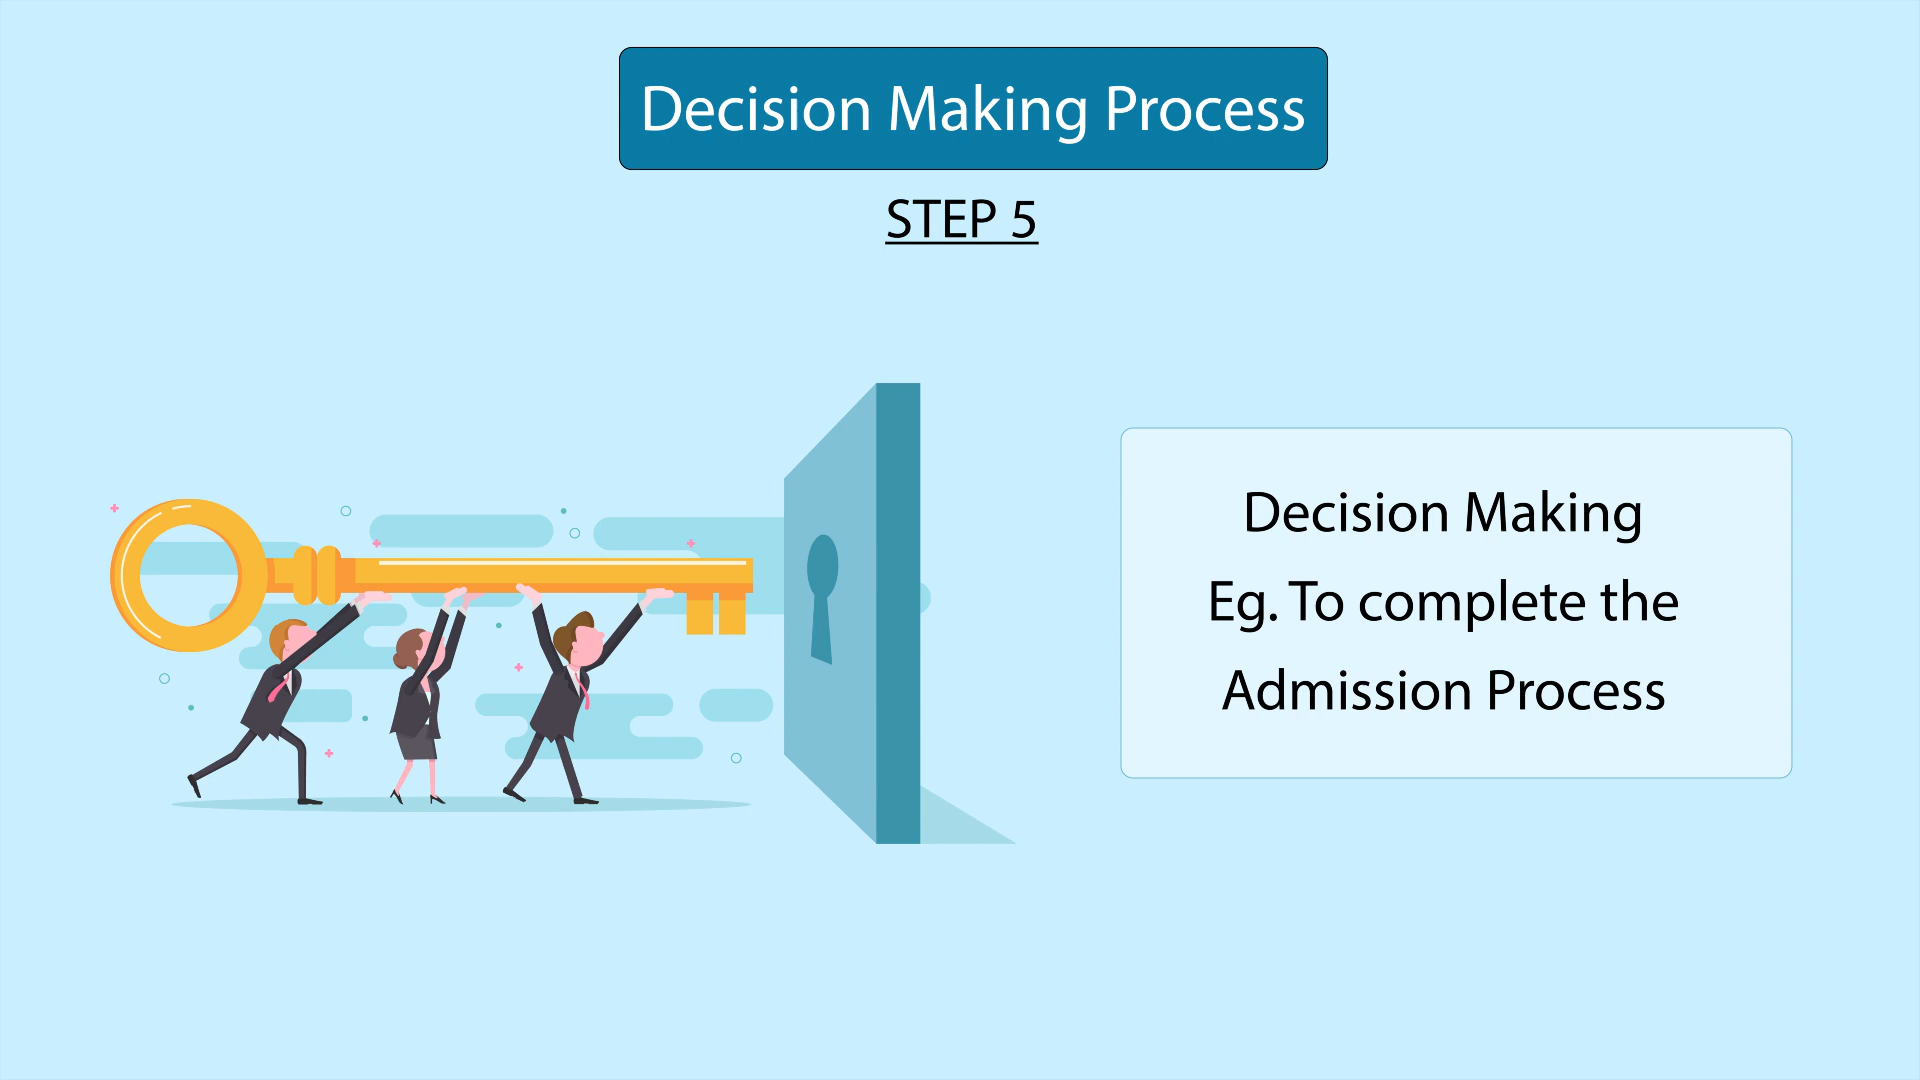 Decision Making Process
STEP 5
Decision Making
Eg. To complete the
Admission Process